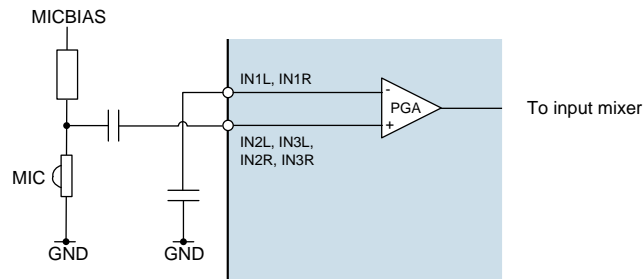 MICBIAS
IN1L, IN1R
-
PGA
+
To input mixer
IN2L, IN3L,
IN2R, IN3R
MIC
GND
GND